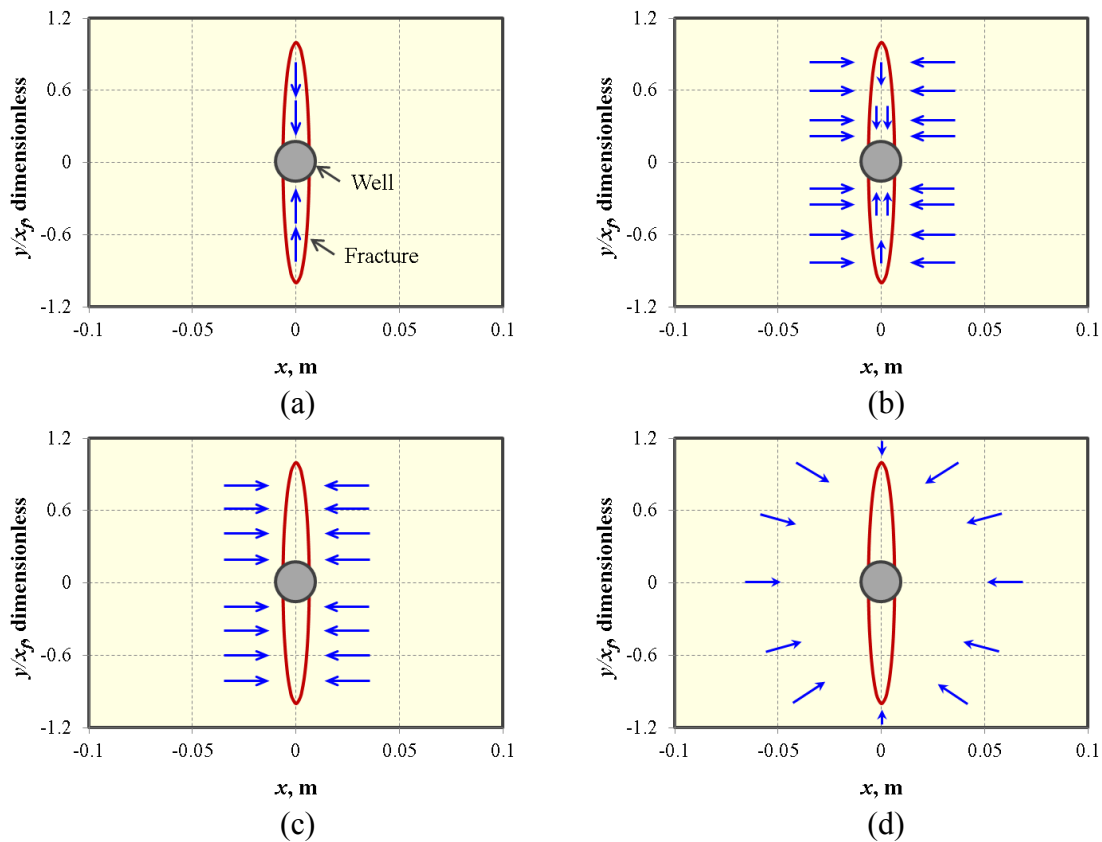 1.2
0.6
0
-0.6
-1.2
y/xf, dimensionless
Well
Fracture
-0.1 -0.05 0 0.05 0.1
x, m
(a)
1.2
0.6
0
-0.6
-1.2
y/xf, dimensionless
-0.1 -0.05 0 0.05 0.1
x, m
(b)
1.2
0.6
0
-0.6
-1.2
y/xf, dimensionless
-0.1 -0.05 0 0.05 0.1
x, m
(c)
1.2
0.6
0
-0.6
-1.2
y/xf, dimensionless
-0.1 -0.05 0 0.05 0.1
x, m
(d)